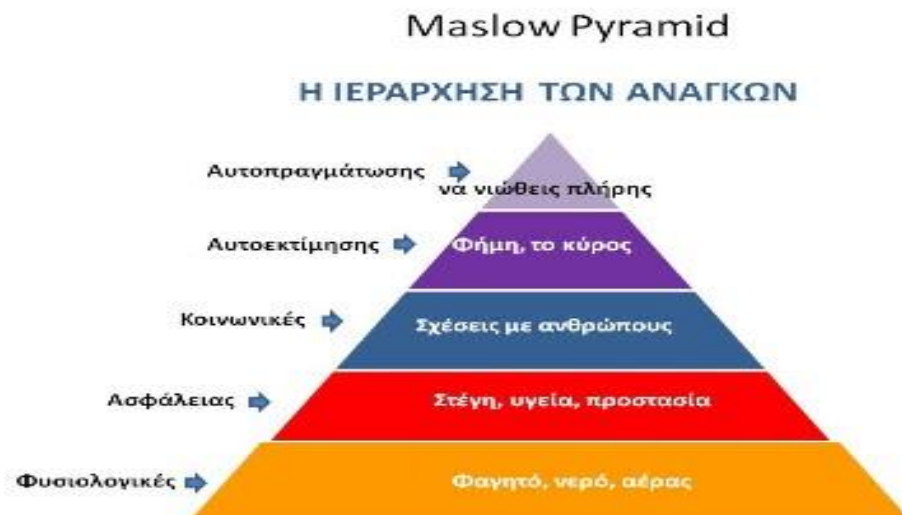 Maslow Pyramid
Η ΙΕΡΑΡΧΗΣΗ ΤΩΝ ΑΝΑΓΚΩΝ
Αυτοπραγμάτωσης
να νιώθεις πλήρης
Αυτοεκτίμησης
Φήμη, το κύρος
Κοινωνικές
Σχέσεις με ανθρώπους
Ασφάλειας
Στέγη, υγεία, προστασία
Φυσιολογικές
Φαγητό, νερό, αέρας